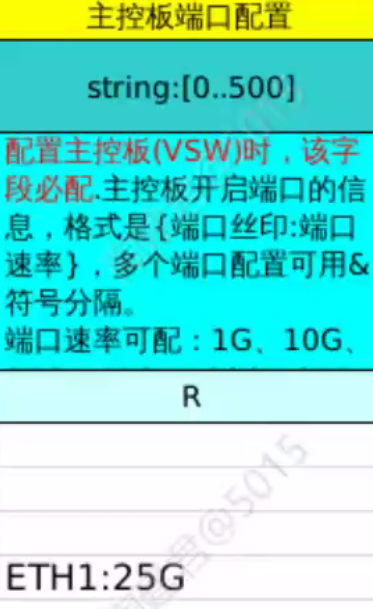 主控板端口配置
string:[0..500]
配置主控板(VSW)时，该字
段必配.主控板开启端口的信
息，格式是{端口丝印:端口
速率}，多个端口配置可用&
符号分隔。
端口速率可配：1G、10G、
R
ETH1:25G
@5015